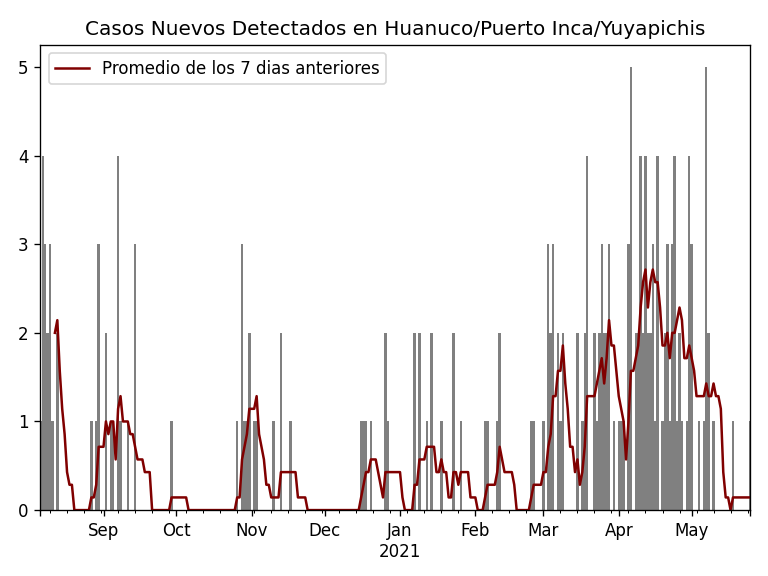 Casos Nuevos Detectados en Huanuco/Puerto Inca/Yuyapichis
Promedio de los 7 dias anteriores
5
4
3
2
1
0
Sep Oct Nov Dec Jan Feb Mar Apr May
2021